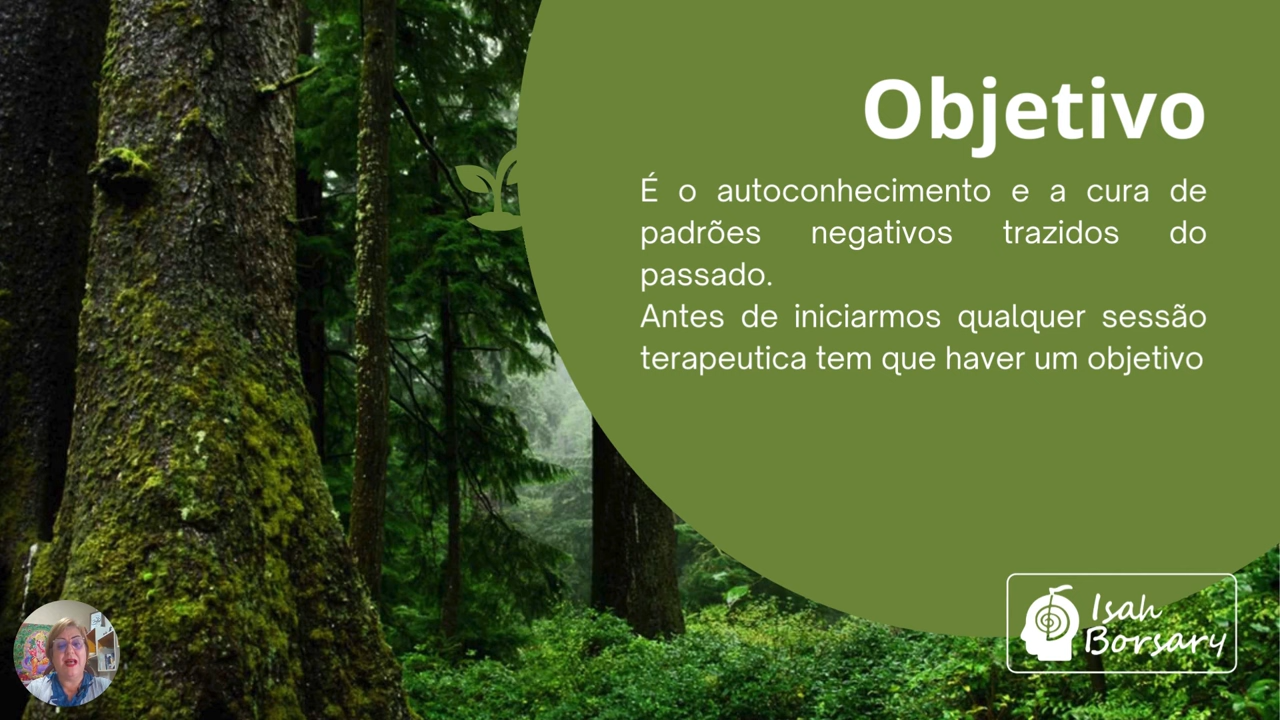 Objetivo
É o autoconhecimento e a cura de
padrões negativos trazidos do
passado.
Antes de iniciarmos qualquer sessão
terapeutica tem que haver um objetivo
Isah
Borsary